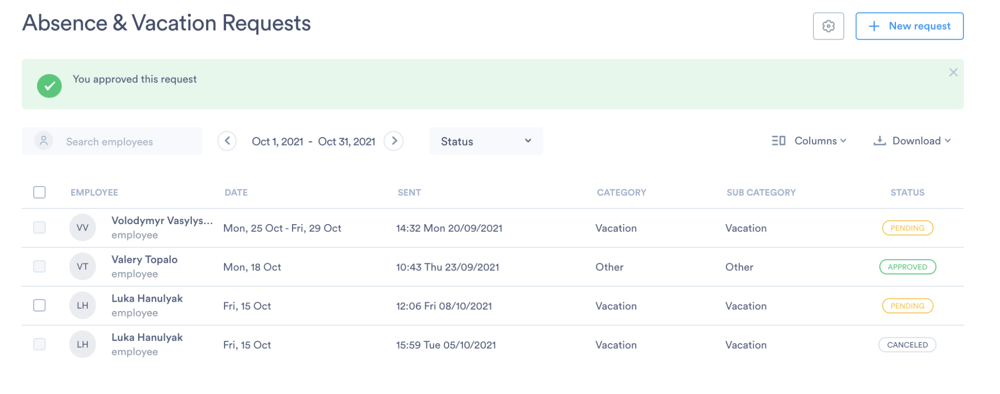 Absence & Vacation Requests
New request
You approved this request
Search employees
Oct 1, 2021 - Oct 31, 2021
Status
Columns
Download
EMPLOYEE DATE SENT CATEGORY SUB CATEGORY STATUS
VV Volodymyr Vasylys... Mon, 25 Oct - Fri, 29 Oct 14:32 Mon 20/09/2021 Vacation Vacation PENDING
employee
VT Valery Topalo Mon, 18 Oct 10:43 Thu 23/09/2021 Other Other APPROVED
employee
LH Luka Hanulyak Fri, 15 Oct 12:06 Fri 08/10/2021 Vacation Vacation PENDING
employee
LH Luka Hanulyak Fri, 15 Oct 15:59 Tue 05/10/2021 Vacation Vacation CANCELED
employee